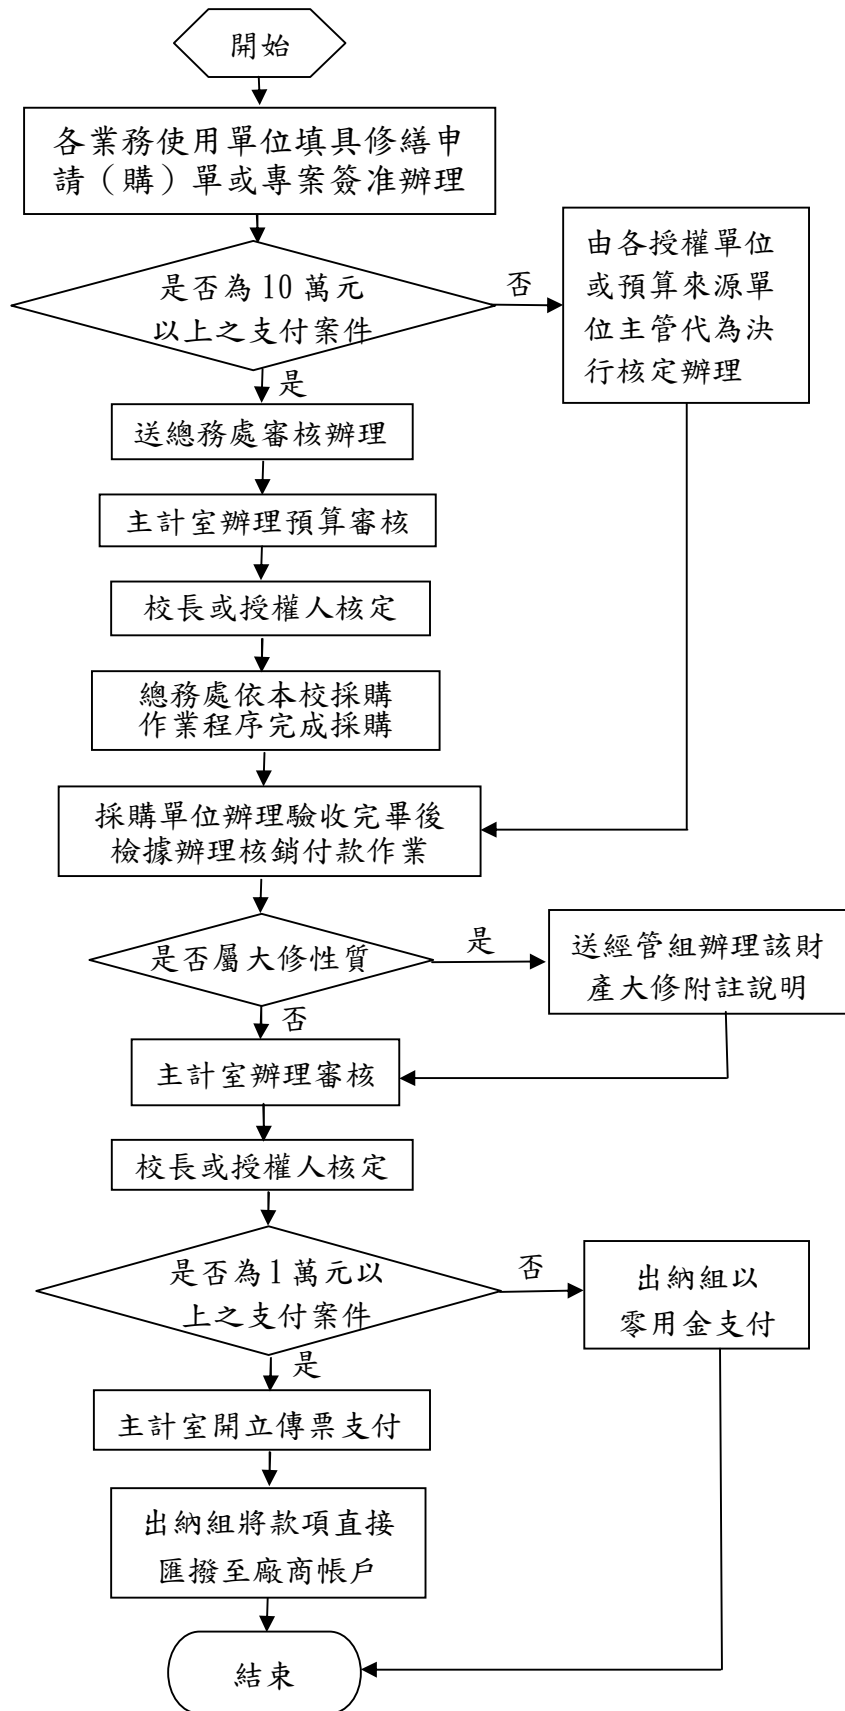 開始
各業務使用單位填具修繕申
請（購）單或專案簽准辦理
是否為 10 萬元
以上之支付案件
否
由各授權單位
或預算來源單
位主管代為決
行核定辦理
是
送總務處審核辦理
主計室辦理預算審核
校長或授權人核定
總務處依本校採購
作業程序完成採購
採購單位辦理驗收完畢後
檢據辦理核銷付款作業
是否屬大修性質
是
送經管組辦理該財
產大修附註說明
否
主計室辦理審核
校長或授權人核定
是否為1萬元以
上之支付案件
否
出納組以
零用金支付
是
主計室開立傳票支付
出納組將款項直接
匯撥至廠商帳戶
結束